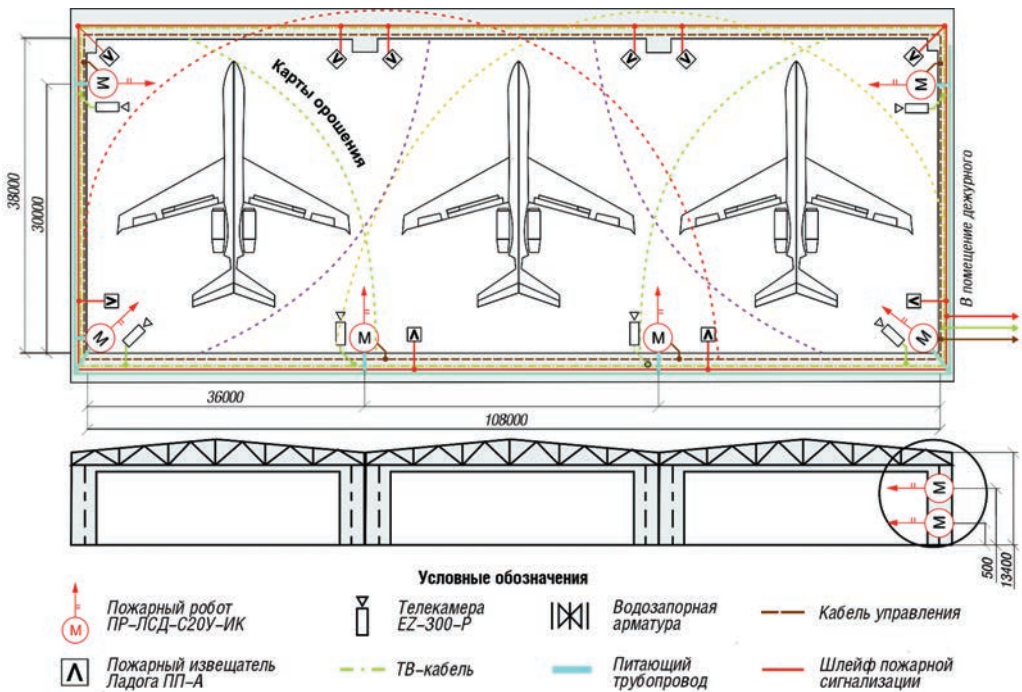 Карты орошения
38000
30000
В помещение дежурного
М
М
М
М
М
М
36000
108000
М
М
500
13400
Условные обозначения
М
Пожарный робот
ПР-ЛСД-С20У-ИК
Телекамера
EZ-300-P
Водозапорная
арматура
Кабель управления
Пожарный извещатель
Ладога ПП-А
ТВ-кабель
Питающий
трубопровод
Шлейф пожарной
сигнализации